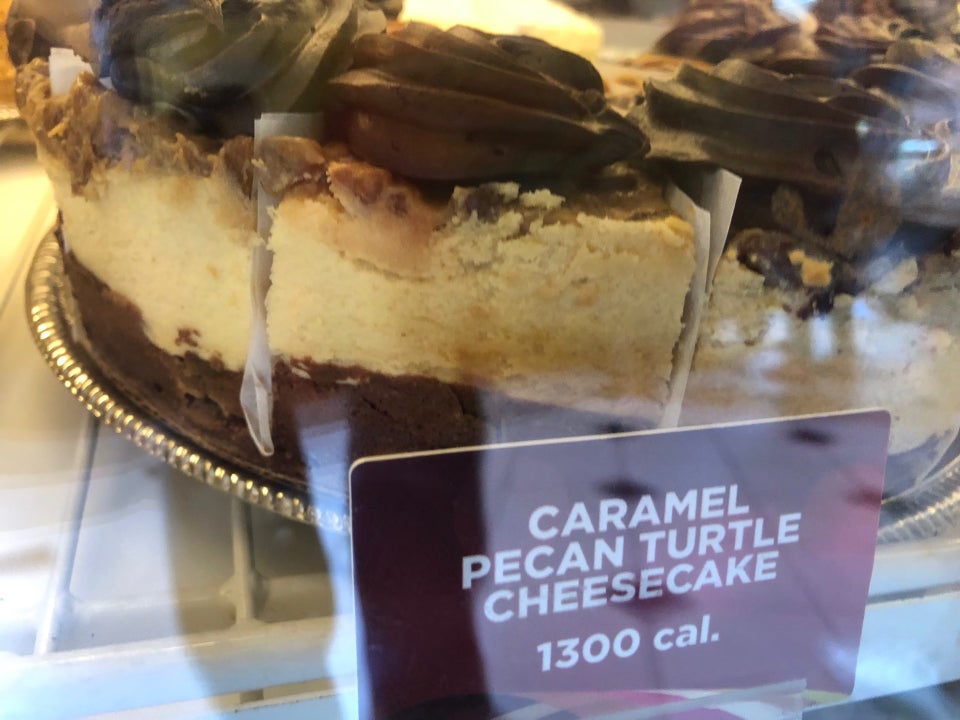 CARAMEL
PECAN TURTLE
CHEESECAKE
1300 cal.